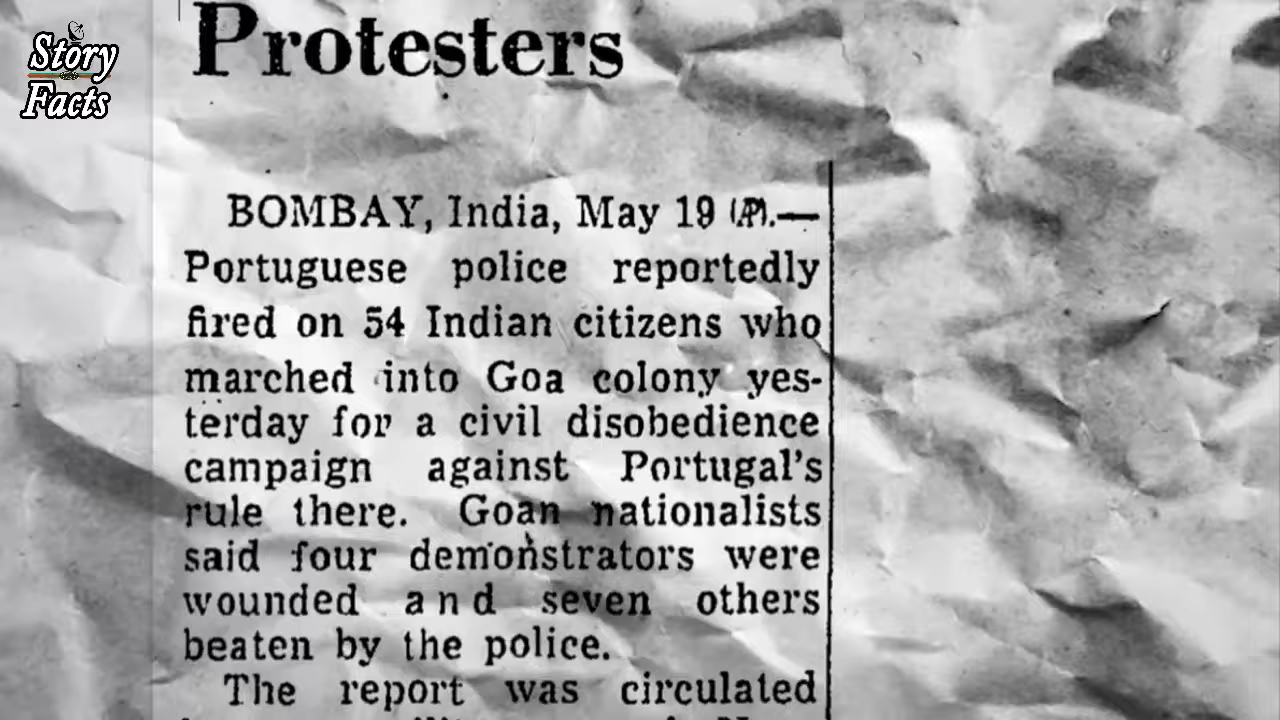 Story
Facts
Protesters
BOMBAY, India, May 19 (AP).—
Portuguese police reportedly
fired on 54 Indian citizens who
marched into Goa colony yes-
terday for a civil disobedience
campaign against Portugal's
rule there. Goan nationalists
said four demonstrators were
wounded and seven others
beaten by the police.
The report was circulated